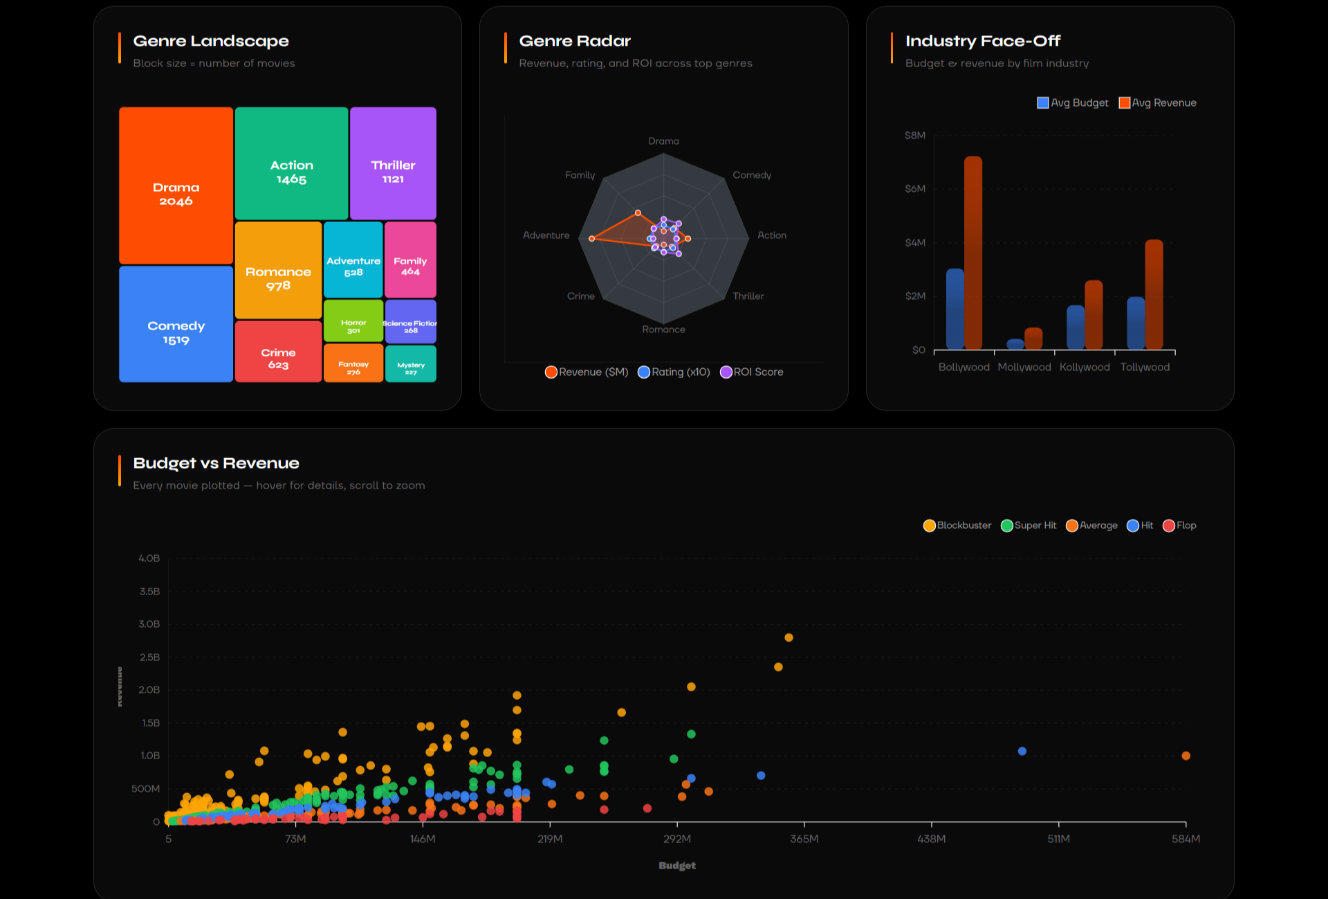 Genre Landscape
Block size = number of movies
Drama
2046
Action
1465
Thriller
1121
Comedy
1519
Romance
978
Adventure
528
Family
464
Crime
623
Horror
301
Science Fiction
268
Fantasy
276
Mystery
227
Genre Radar
Revenue, rating, and ROI across top genres
Drama
Family
Comedy
Adventure
Action
Crime
Thriller
Romance
Revenue ($M) Rating (x10) ROI Score
Industry Face-Off
Budget & revenue by film industry
Avg Budget Avg Revenue
$8M
$6M
$4M
$2M
$0
Bollywood Mollywood Kollywood Tollywood
Budget vs Revenue
Every movie plotted — hover for details, scroll to zoom
Blockbuster Super Hit Average Hit Flop
Revenue
4.0B
3.5B
3.0B
2.5B
2.0B
1.5B
1.0B
500M
0
5 73M 146M 219M 292M 365M 438M 511M 584M
Budget